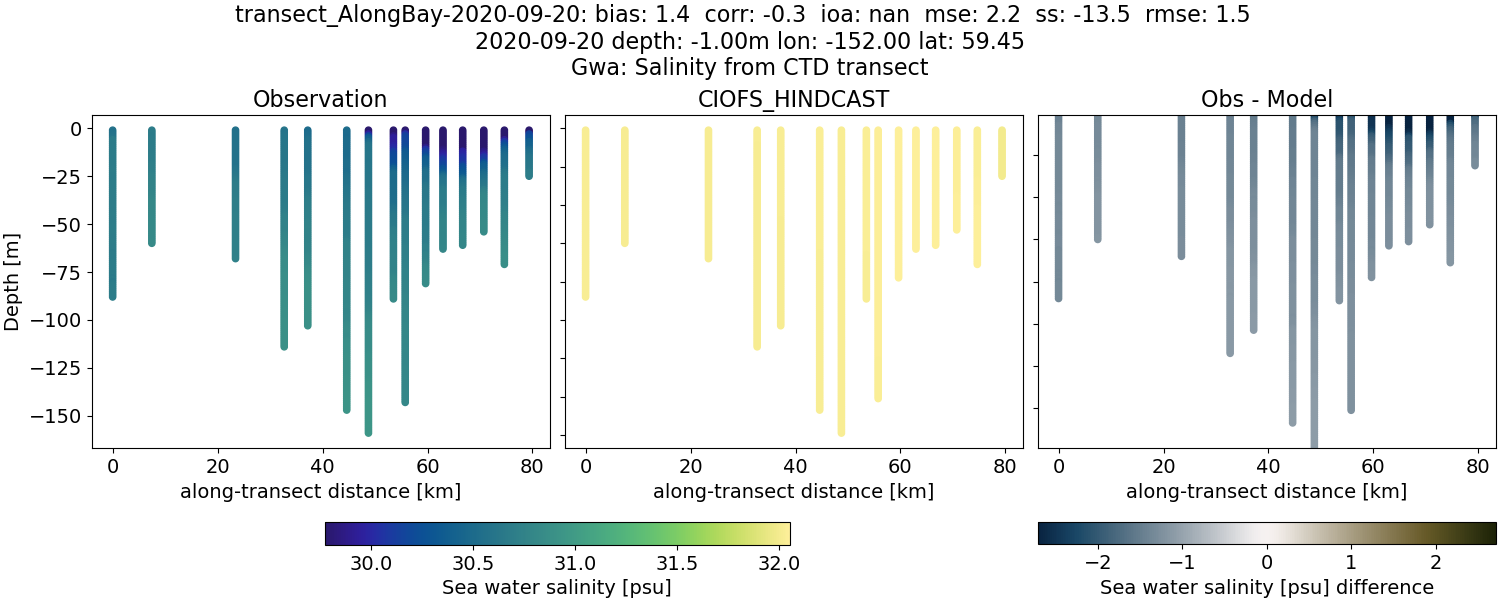 transect_AlongBay-2020-09-20: bias: 1.4 corr: -0.3 ioa: nan mse: 2.2 ss: -13.5 rmse: 1.5
2020-09-20 depth: -1.00m lon: -152.00 lat: 59.45
Gwa: Salinity from CTD transect
Observation
CIOFS_HINDCAST
Obs - Model
Depth [m]
0
−25
−50
−75
−100
−125
−150
0 20 40 60 80
0 20 40 60 80
0 20 40 60 80
along-transect distance [km]
along-transect distance [km]
along-transect distance [km]
30.0 30.5 31.0 31.5 32.0
Sea water salinity [psu]
−2 −1 0 1 2
Sea water salinity [psu] difference